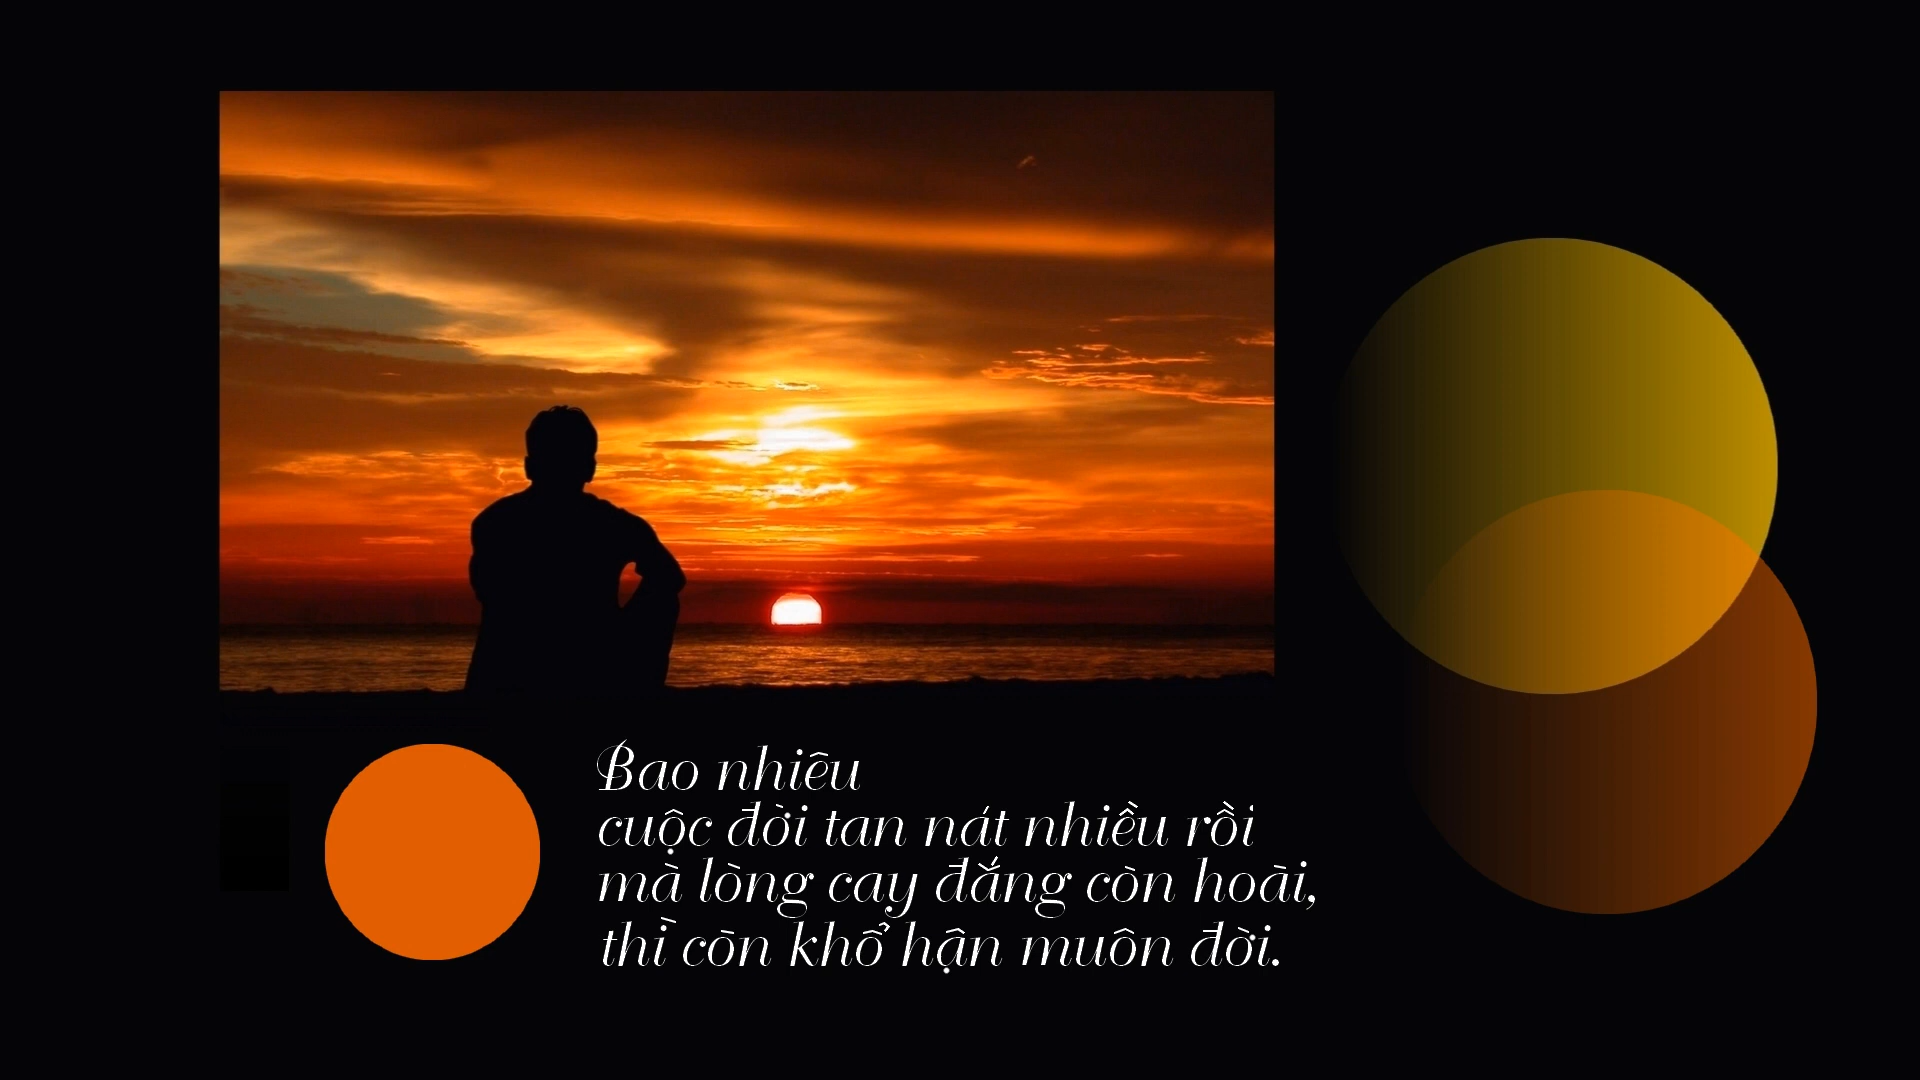 Bao nhiêu
cuộc đời tan nát nhiều rồi
mà lòng cay đắng còn hoài,
thì còn khổ hận muôn đời.